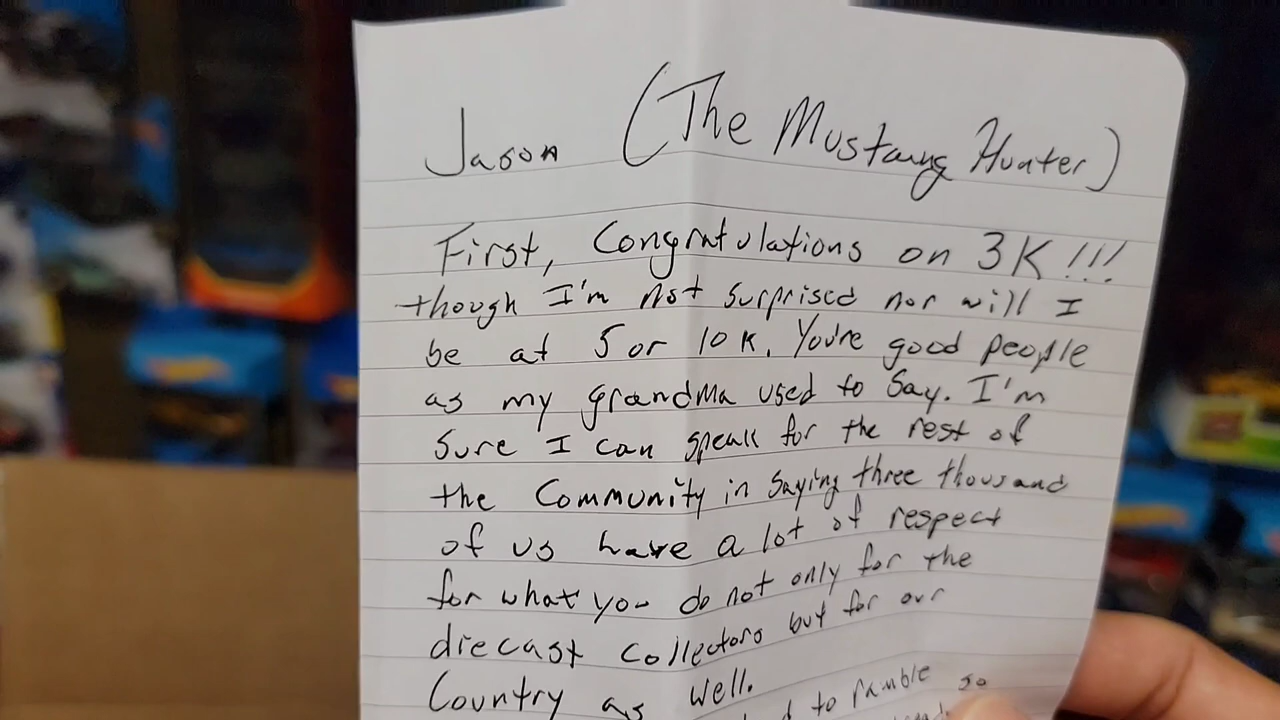 Jason (The Mustang Hunter)
First, Congratulations on 3K!!!
though I'm not surprised nor will I
be at 5 or 10K. You're good people
as my grandma used to say. I'm
sure I can speak for the rest of
the Community in saying three thousand
of us have a lot of respect
for what you do not only for the
diecast collectors but for our
Country as well.
to ramble so